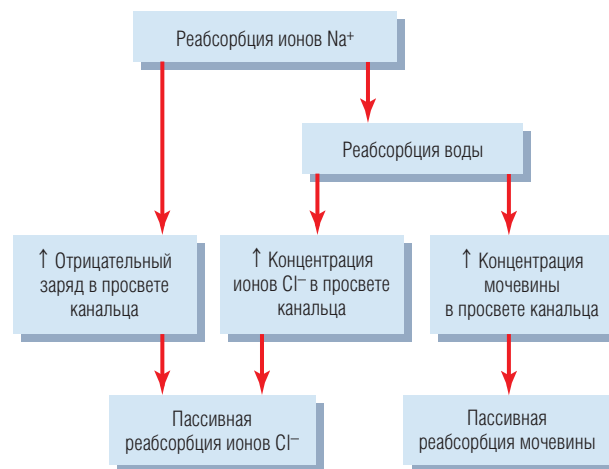 Реабсорбция ионов Na⁺
Реабсорбция воды
↑ Отрицательный
заряд в просвете
канальца
↑ Концентрация
ионов Cl⁻ в просвете
канальца
↑ Концентрация
мочевины
в просвете канальца
Пассивная
реабсорбция ионов Cl⁻
Пассивная
реабсорбция мочевины